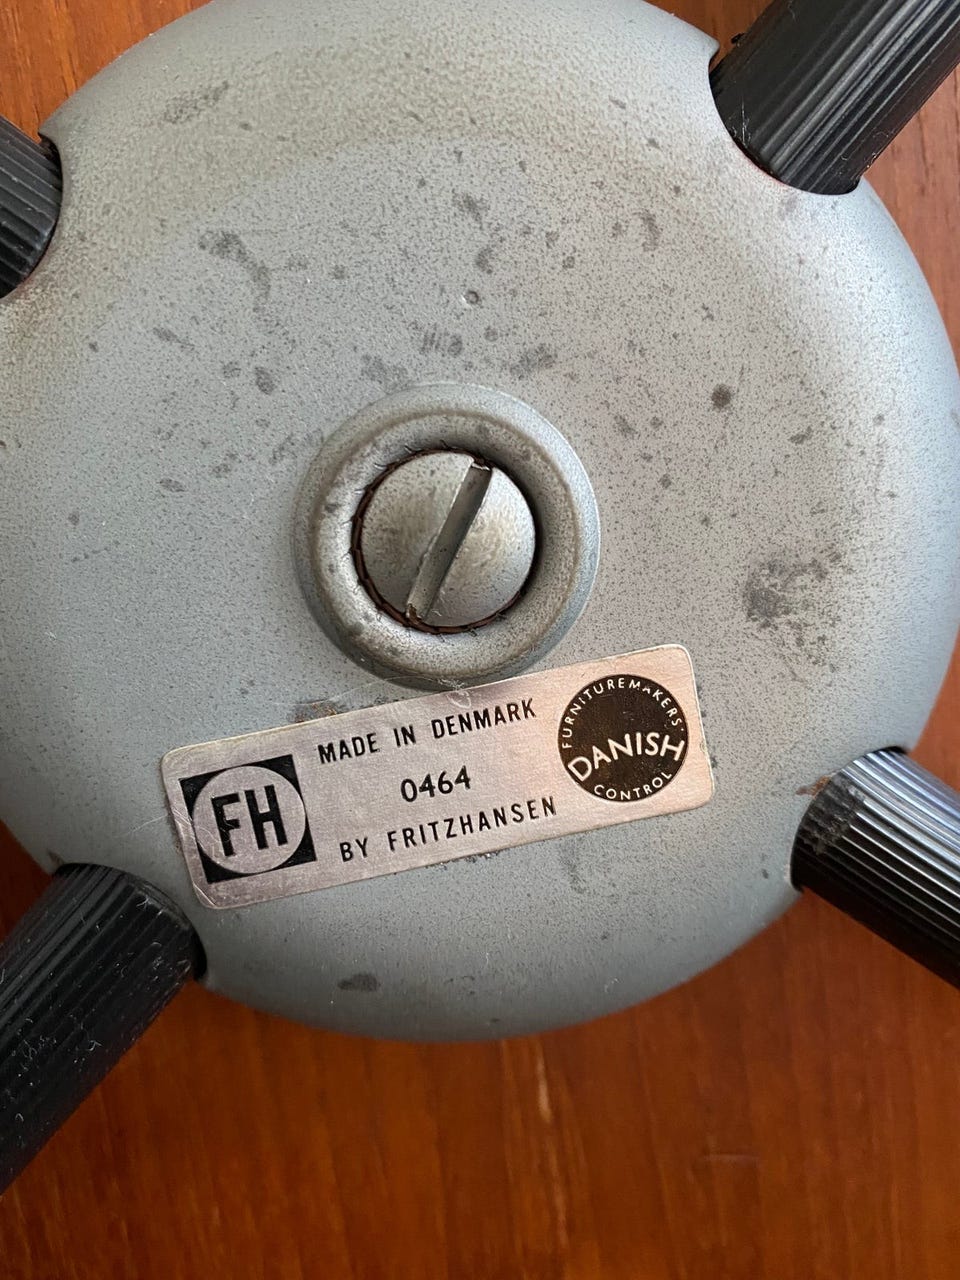 FH
MADE IN DENMARK
0464
BY FRITZHANSEN
FURNITUREMAKERS'
DANISH
CONTROL